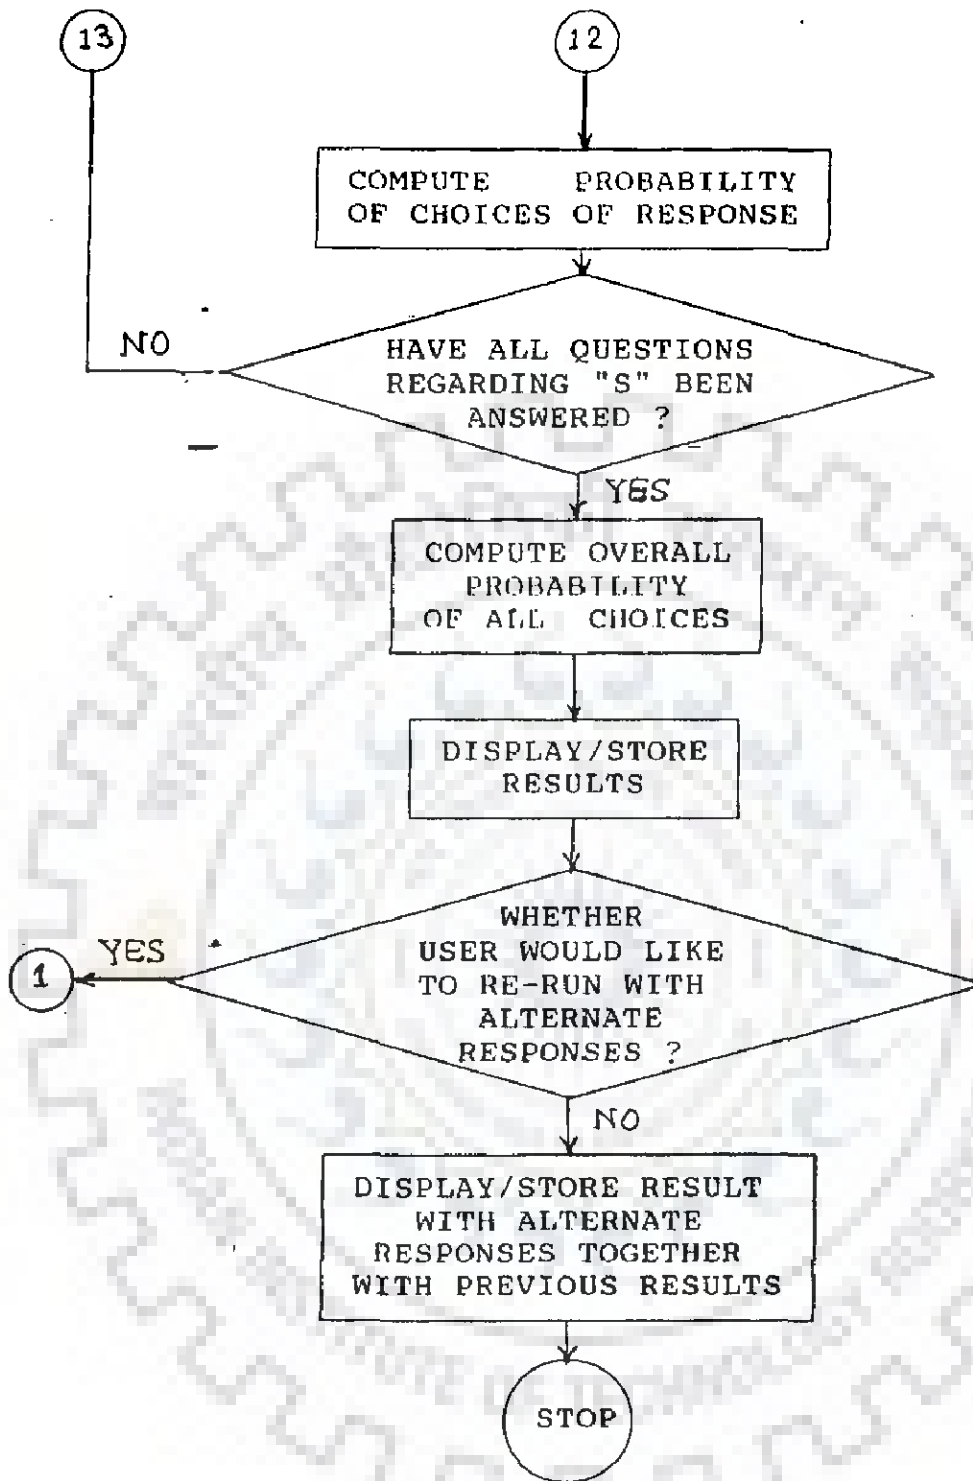 13
12
COMPUTE PROBABILITY
OF CHOICES OF RESPONSE
NO
HAVE ALL QUESTIONS
REGARDING "S" BEEN
ANSWERED ?
YES
COMPUTE OVERALL
PROBABILITY
OF ALL CHOICES
DISPLAY/STORE
RESULTS
YES
1
WHETHER
USER WOULD LIKE
TO RE-RUN WITH
ALTERNATE
RESPONSES ?
NO
DISPLAY/STORE RESULT
WITH ALTERNATE
RESPONSES TOGETHER
WITH PREVIOUS RESULTS
STOP